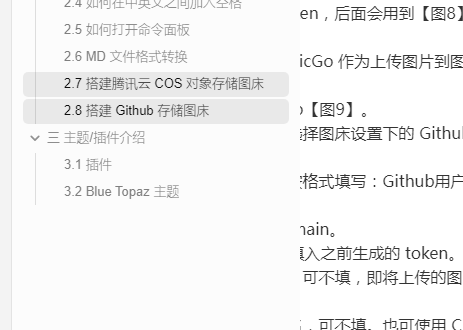 2.4 如何在中英文之间加入空格
2.5 如何打开命令面板
2.6 MD 文件格式转换
2.7 搭建腾讯云 COS 对象存储图床
2.8 搭建 Github 存储图床
三 主题/插件介绍
3.1 插件
3.2 Blue Topaz 主题
en，后面会用到【图8】
icGo 作为上传图片到图
【图9】。
择图床设置下的 Github
格式填写：Github用户
main。
填入之前生成的 token。
可不填，即将上传的图
，可不填。也可使用 C